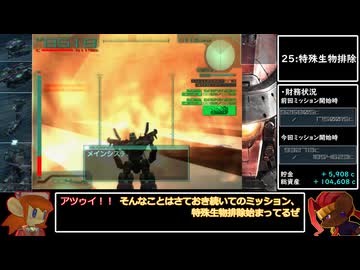 25:特殊生物排除
・財務状況
前回ミッション開始時
今回ミッション開始時
貯金 + 5,908 c
総資産 + 104,608 c
メインシステ
アツゥイ！！ そんなことはさておき続いてのミッション、
特殊生物排除始まってるぜ